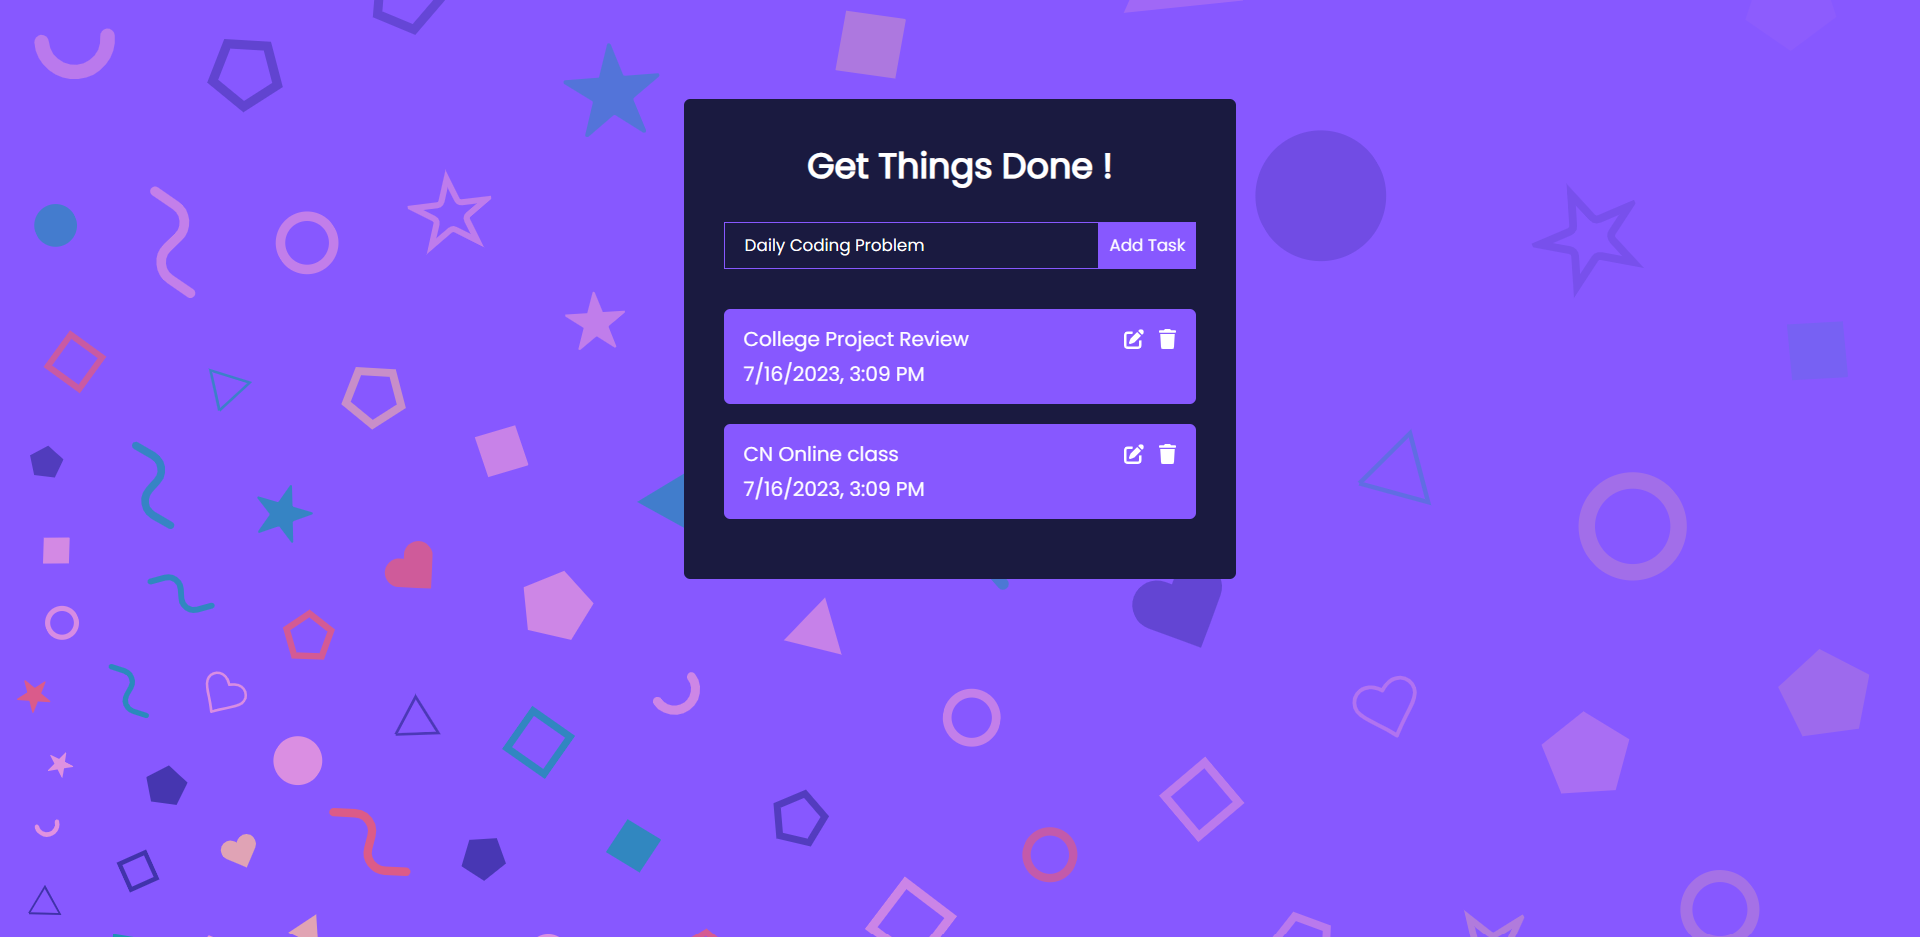 Get Things Done !
Daily Coding Problem
Add Task
College Project Review
7/16/2023, 3:09 PM
CN Online class
7/16/2023, 3:09 PM